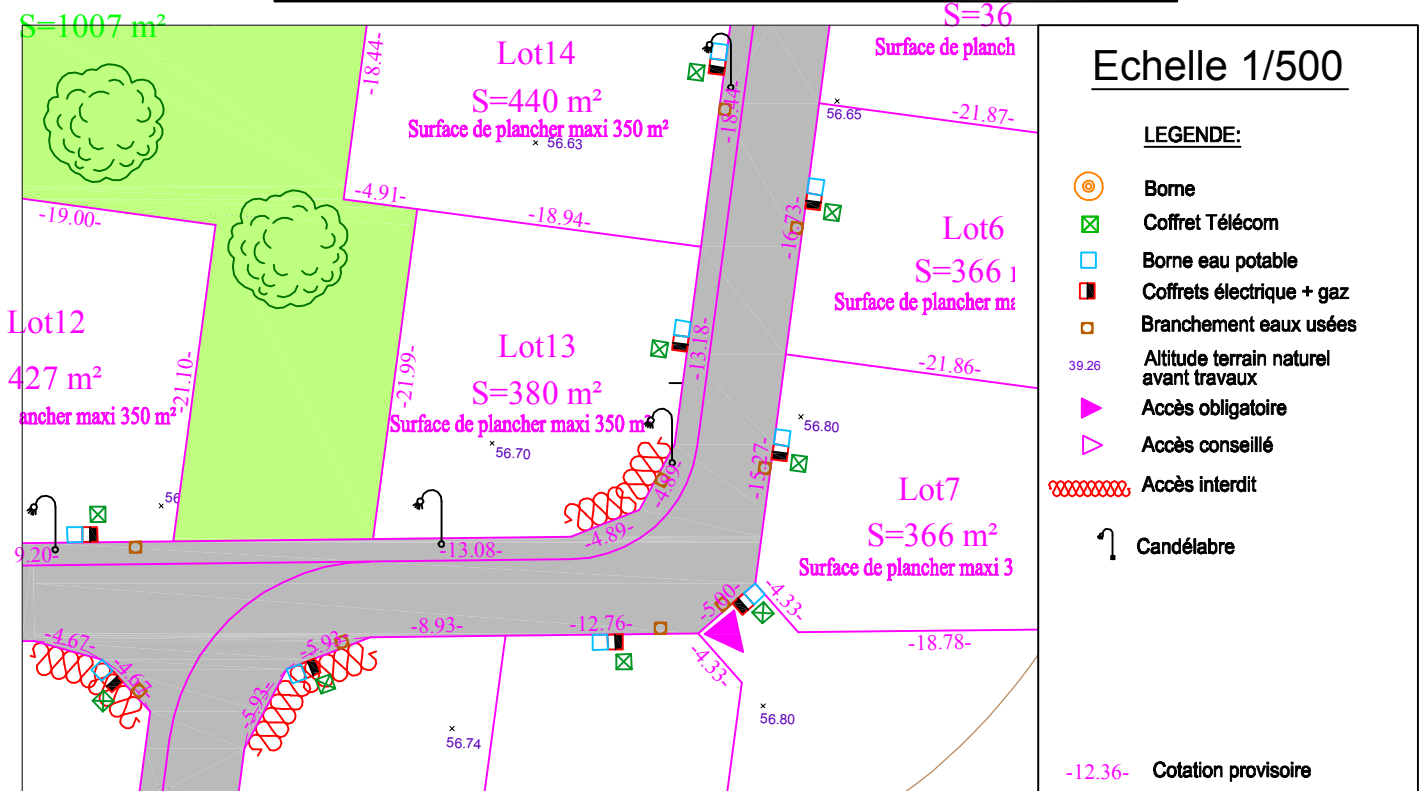 S=1007 m²
-18.44-
Lot14
S=440 m²
Surface de plancher maxi 350 m²
56.63
-18.44-
S=36
Surface de planch
56.65
-21.87-
-4.91-
-18.94-
-19.00-
-16.73-
Lot6
S=366
Surface de plancher ma
Lot12
427 m²
ancher maxi 350 m²
-21.10-
-21.99-
Lot13
S=380 m²
Surface de plancher maxi 350 m²
56.70
-13.18-
-21.86-
56.80
-15.27-
Lot7
S=366 m²
Surface de plancher maxi 3
56
9.20-
-13.08-
-4.89-
-4.89-
-5.00-
-4.33-
-4.33-
-18.78-
-4.67-
-4.67-
-5.93-
-5.93-
-8.93-
-12.76-
56.74
56.80
Echelle 1/500
LEGENDE:
Borne
Coffret Télécom
Borne eau potable
Coffrets électrique + gaz
Branchement eaux usées
39.26
Altitude terrain naturel
avant travaux
Accès obligatoire
Accès conseillé
Accès interdit
Candélabre
-12.36-
Cotation provisoire